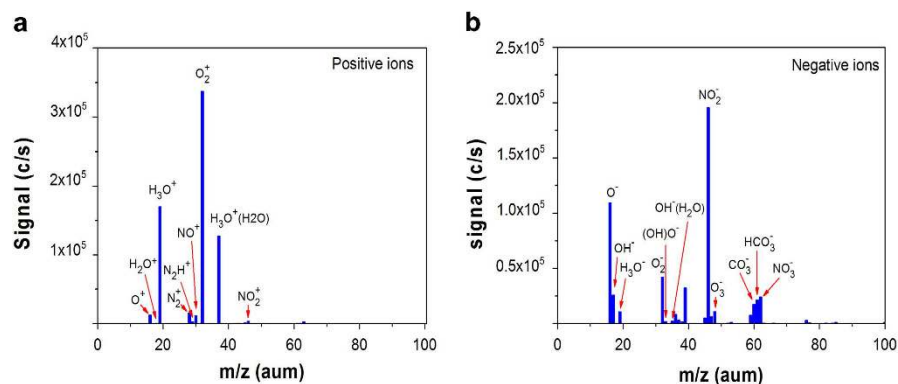 a
Positive ions
Signal (c/s)
4x10⁵
3x10⁵
2x10⁵
1x10⁵
0
0 20 40 60 80 100
m/z (aum)
O₂⁺
H₃O⁺
NO⁺
H₃O⁺(H2O)
H₂O⁺
N₂H⁺
O⁺
N₂⁺
NO₂⁺
b
Negative ions
signal (c/s)
2.5x10⁵
2.0x10⁵
1.5x10⁵
1.0x10⁵
0.5x10⁵
0 20 40 60 80 100
m/z (aum)
NO₂⁻
O⁻
OH⁻(H₂O)
(OH)O⁻
OH⁻
H₃O⁻
O₂⁻
O₃⁻
HCO₃⁻
CO₃⁻
NO₃⁻